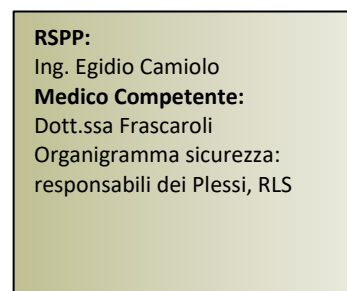 RSPP:
Ing. Egidio Camiolo
Medico Competente:
Dott.ssa Frascaroli
Organigramma sicurezza:
responsabili dei Plessi, RLS